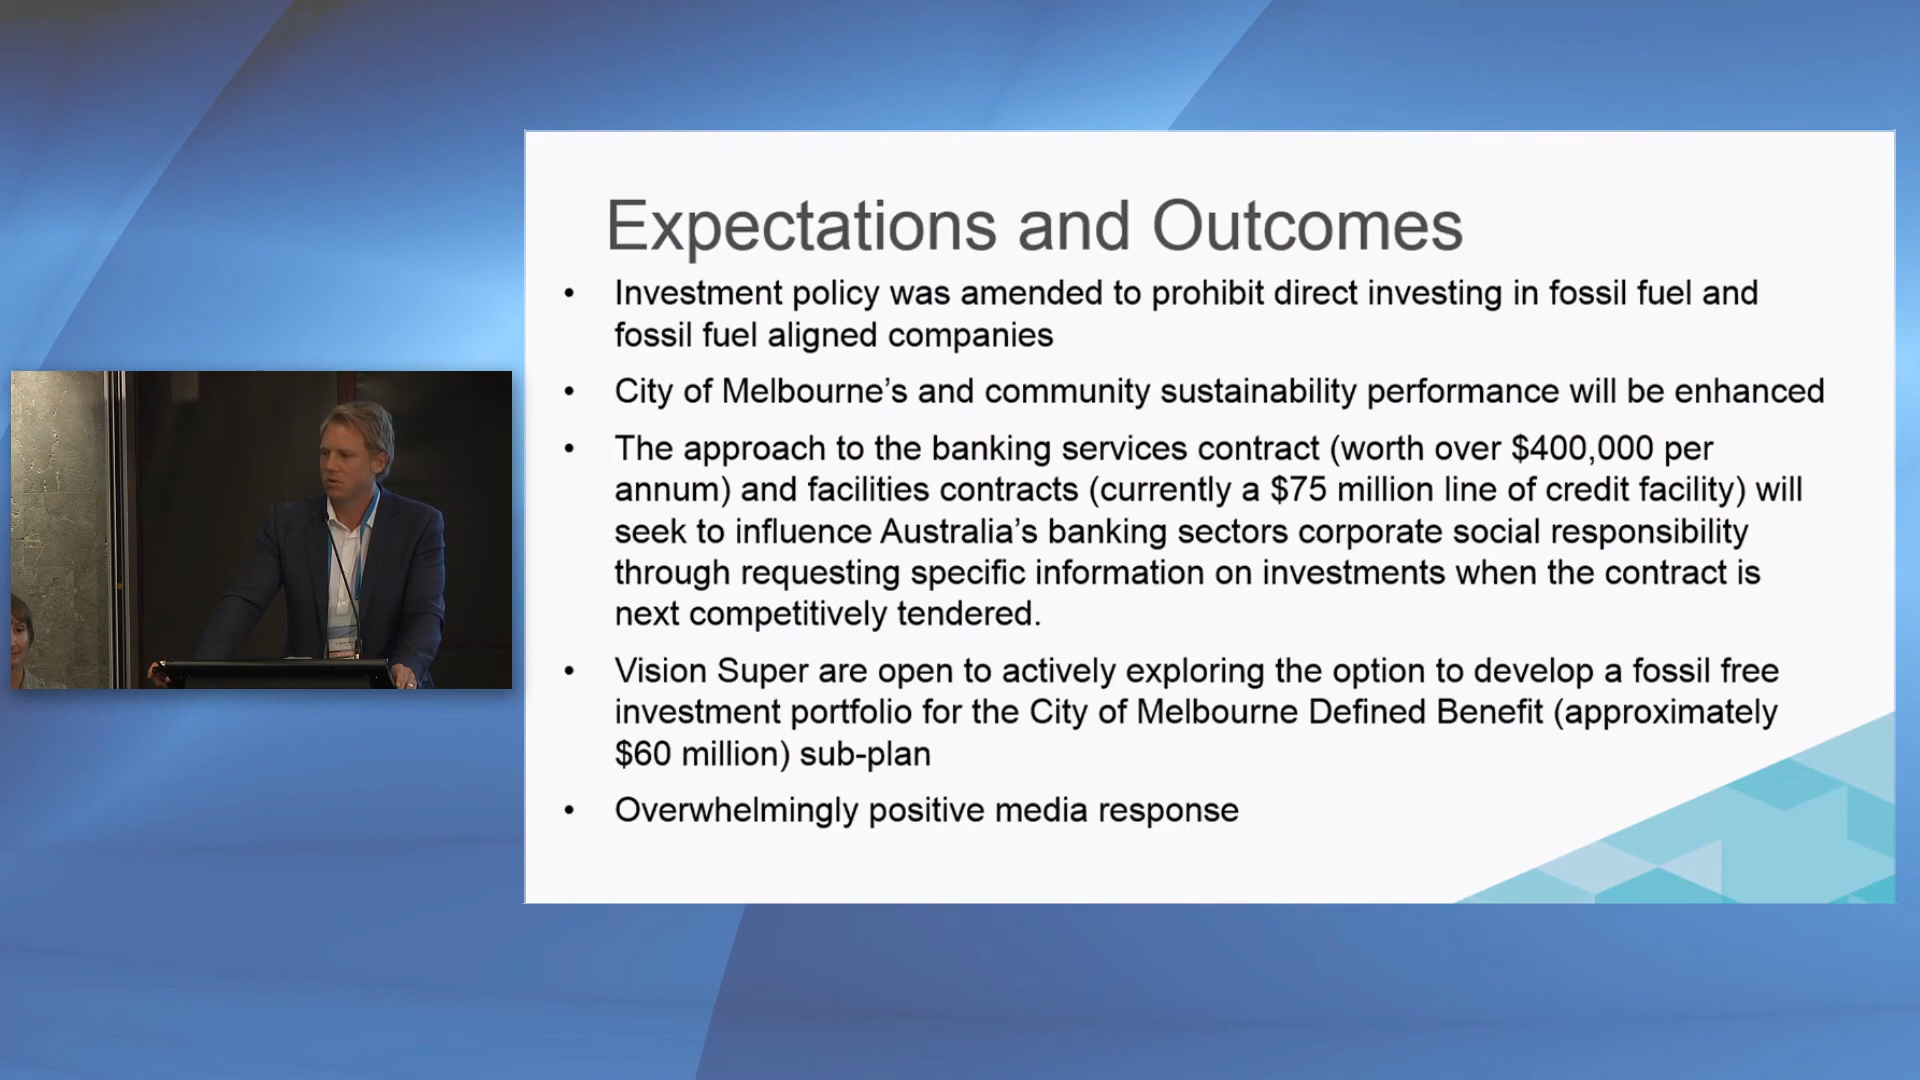 Expectations and Outcomes
• Investment policy was amended to prohibit direct investing in fossil fuel and
fossil fuel aligned companies
• City of Melbourne’s and community sustainability performance will be enhanced
• The approach to the banking services contract (worth over $400,000 per
annum) and facilities contracts (currently a $75 million line of credit facility) will
seek to influence Australia’s banking sectors corporate social responsibility
through requesting specific information on investments when the contract is
next competitively tendered.
• Vision Super are open to actively exploring the option to develop a fossil free
investment portfolio for the City of Melbourne Defined Benefit (approximately
$60 million) sub-plan
• Overwhelmingly positive media response